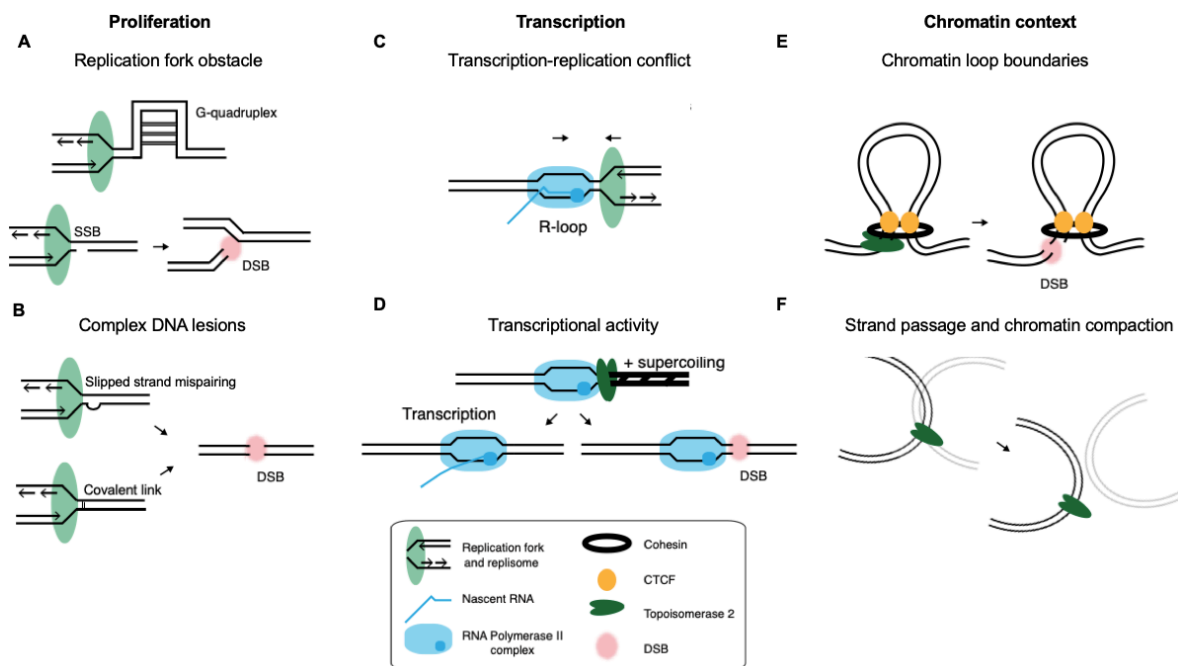 Proliferation
A
Replication fork obstacle
G-quadruplex
SSB
DSB
B
Complex DNA lesions
Slipped strand mispairing
Covalent link
DSB
Transcription
C
Transcription-replication conflict
R-loop
D
Transcriptional activity
+ supercoiling
Transcription
DSB
Chromatin context
E
Chromatin loop boundaries
DSB
F
Strand passage and chromatin compaction
Replication fork
and replisome
Nascent RNA
RNA Polymerase II
complex
Cohesin
CTCF
Topoisomerase 2
DSB